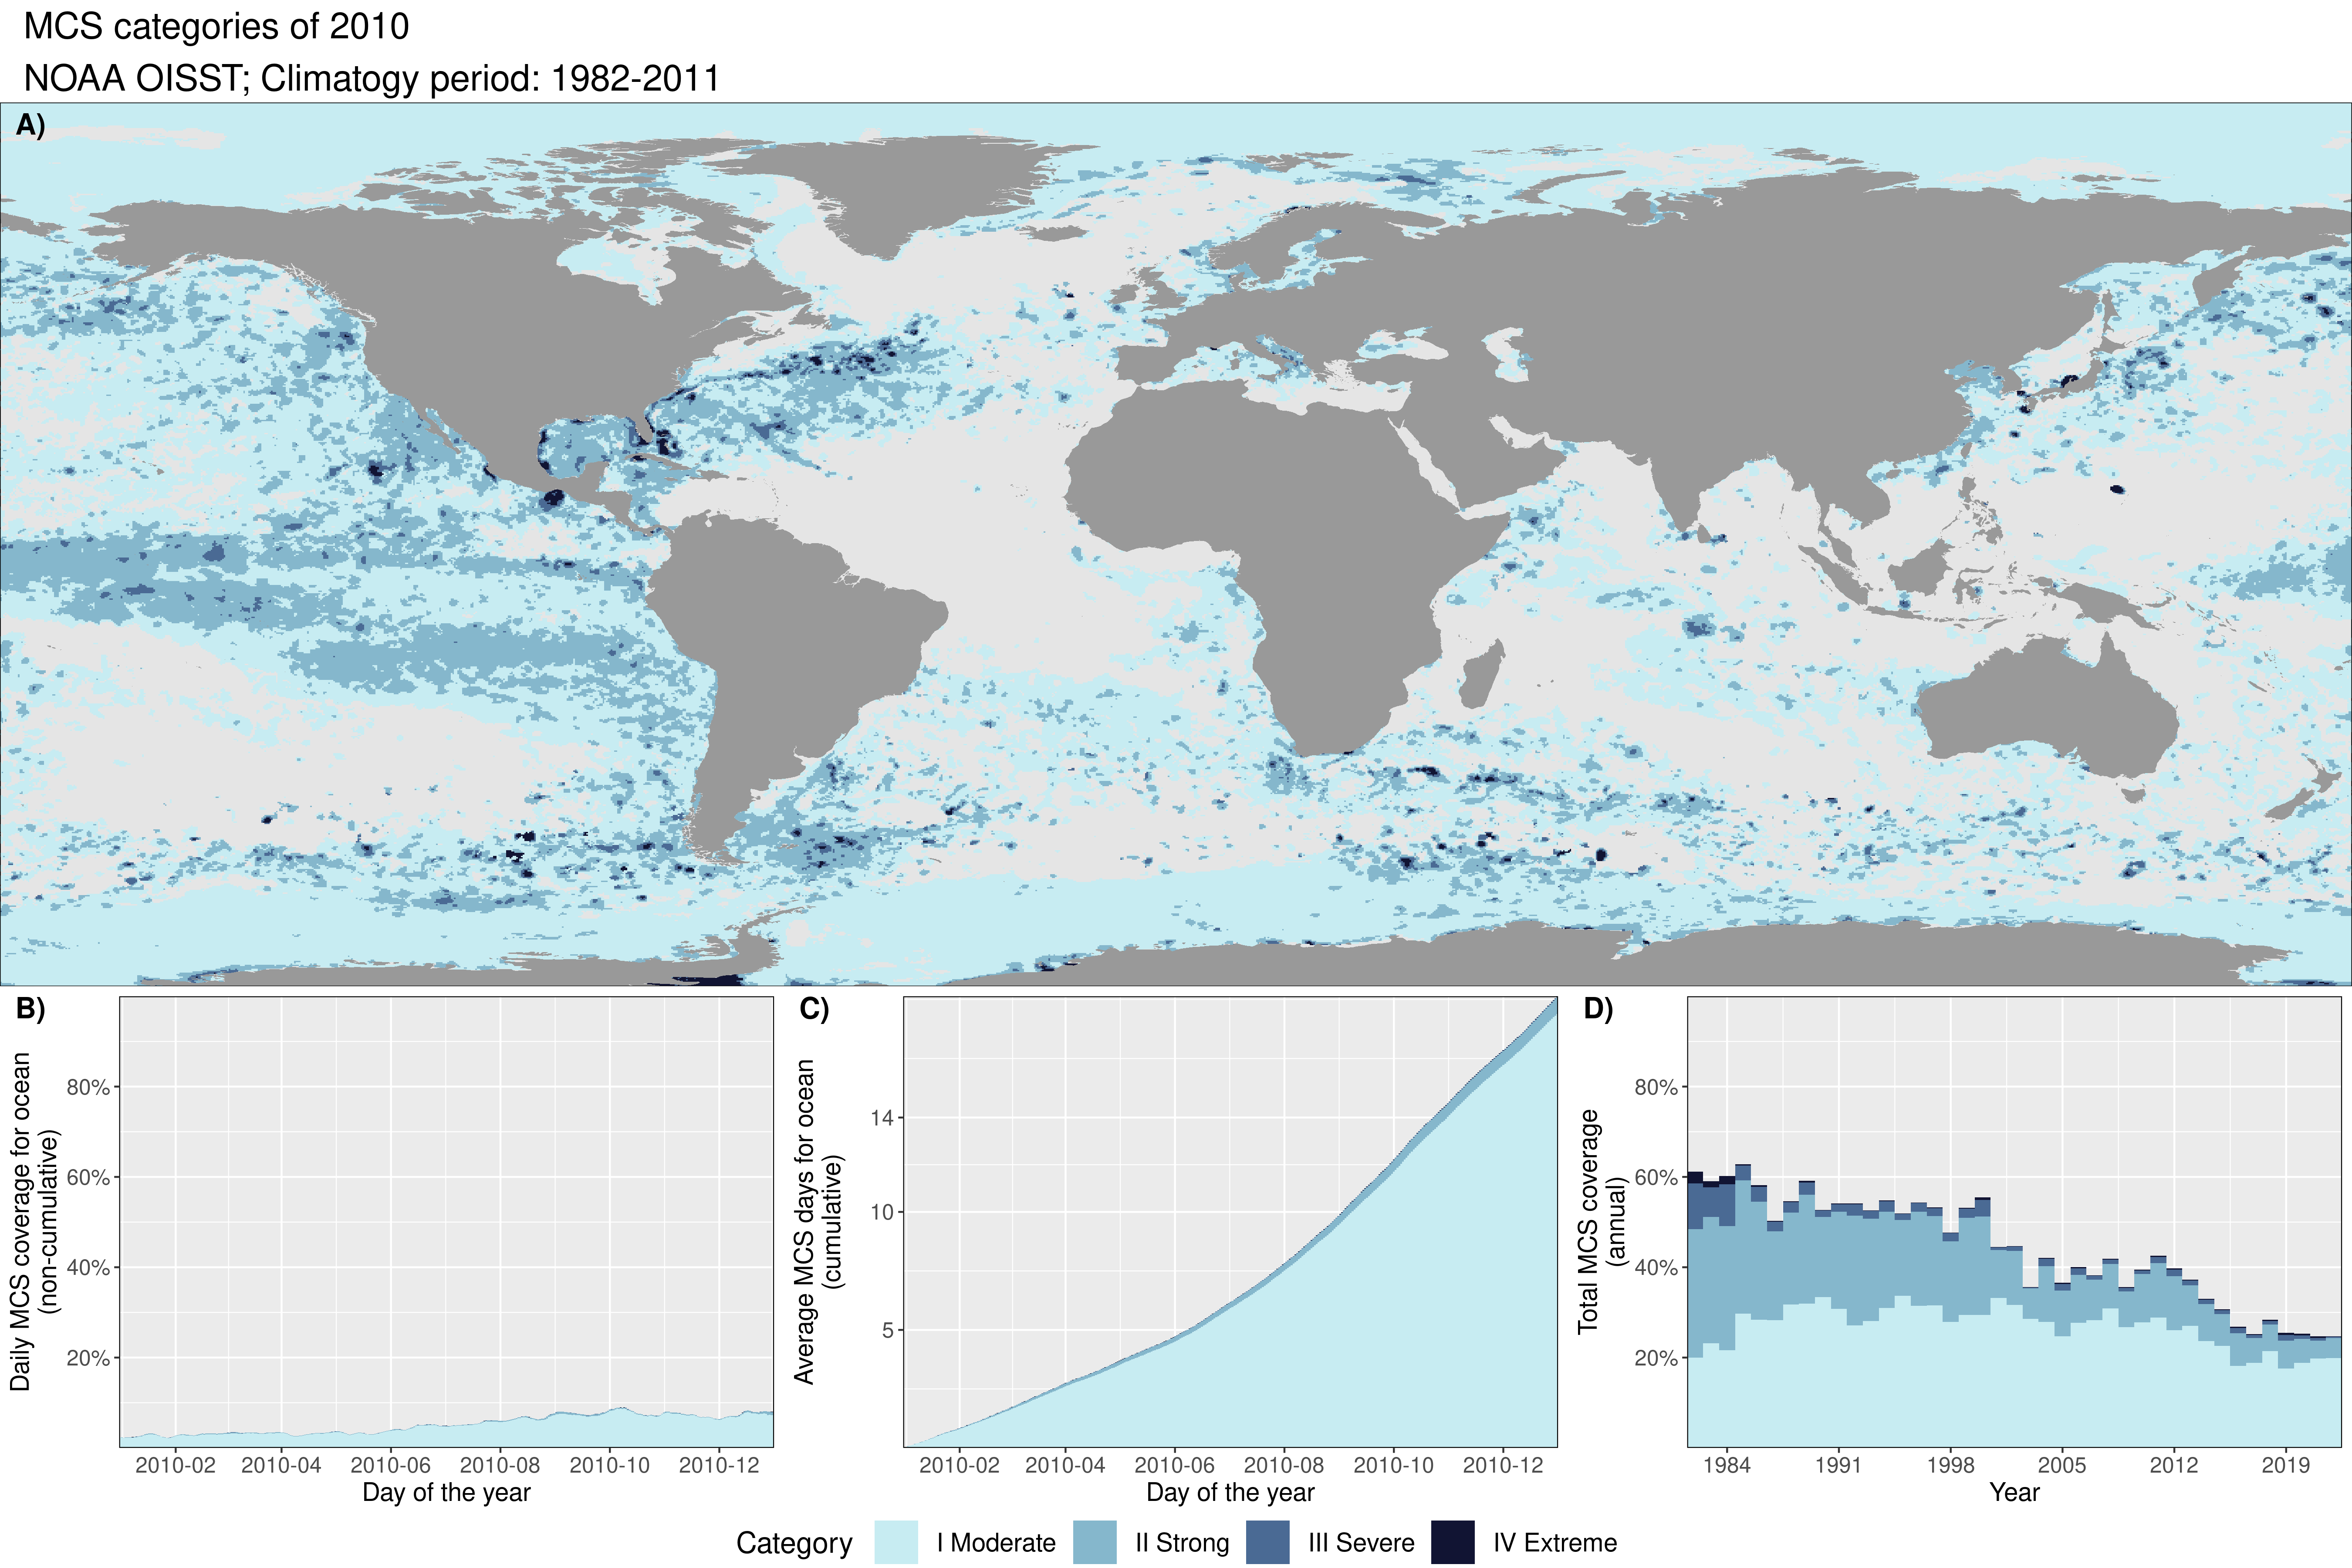 MCS categories of 2010
NOAA OISST; Climatogy period: 1982-2011
A)
B)
Daily MCS coverage for ocean
(non-cumulative)
80%
60%
40%
20%
2010-02 2010-04 2010-06 2010-08 2010-10 2010-12
Day of the year
C)
Average MCS days for ocean
(cumulative)
14
10
5
2010-02 2010-04 2010-06 2010-08 2010-10 2010-12
Day of the year
D)
Total MCS coverage
(annual)
80%
60%
40%
20%
1984 1991 1998 2005 2012 2019
Year
Category I Moderate II Strong III Severe IV Extreme